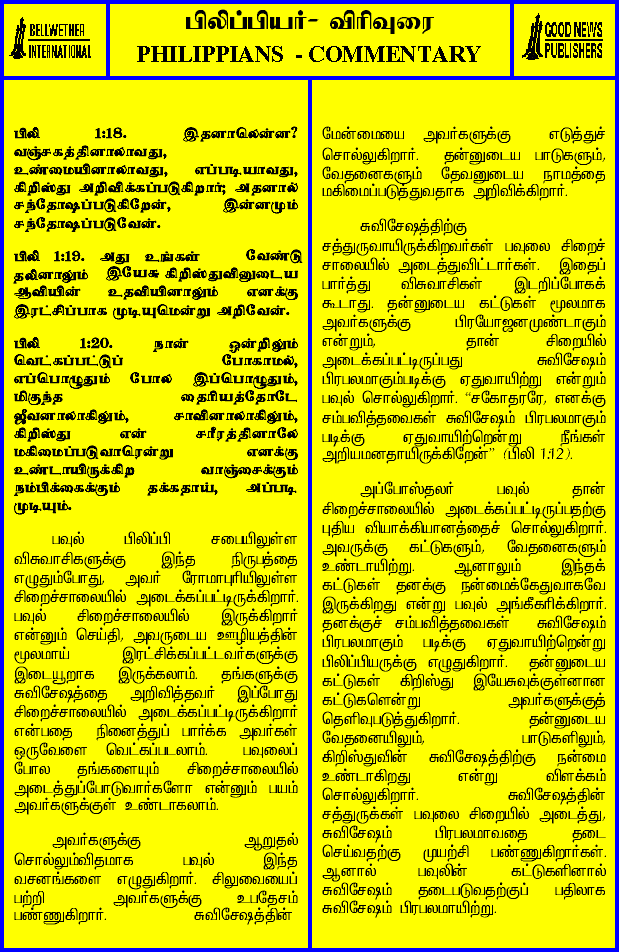 BELLWETHER
INTERNATIONAL
பிலிப்பியர்- விரிவுரை
PHILIPPIANS - COMMENTARY
GOOD NEWS
PUBLISHERS
பிலி 1:18. இதனாலென்ன?
வஞ்சகத்தினாலாவது,
உண்மையினாலாவது, எப்படியாவது,
கிறிஸ்து அறிவிக்கப்படுகிறார்; அதனால்
சந்தோஷப்படுகிறேன், இன்னமும்
சந்தோஷப்படுவேன்.
பிலி 1:19. அது உங்கள் வேண்டு
தலினாலும் இயேசு கிறிஸ்துவினுடைய
ஆவியின் உதவியினாலும் எனக்கு
இரட்சிப்பாக முடியுமென்று அறிவேன்.
பிலி 1:20. நான் ஒன்றிலும்
வெட்கப்பட்டுப் போகாமல்,
எப்பொழுதும் போல இப்பொழுதும்,
மிகுந்த தைரியத்தோடே
ஜீவனாலாகிலும், சாவினாலாகிலும்,
கிறிஸ்து என் சரீரத்தினாலே
மகிமைப்படுவாரென்று எனக்கு
உண்டாயிருக்கிற வாஞ்சைக்கும்
நம்பிக்கைக்கும் தக்கதாய், அப்படி
முடியும்.
பவுல் பிலிப்பி சபையிலுள்ள
விசுவாசிகளுக்கு இந்த நிருபத்தை
எழுதும்போது, அவர் ரோமாபுரியிலுள்ள
சிறைச்சாலையில் அடைக்கப்பட்டிருக்கிறார்.
பவுல் சிறைச்சாலையில் இருக்கிறார்
என்னும் செய்தி, அவருடைய ஊழியத்தின்
மூலமாய் இரட்சிக்கப்பட்டவர்களுக்கு
இடையூறாக இருக்கலாம். தங்களுக்கு
சுவிசேஷத்தை அறிவித்தவர் இப்போது
சிறைச்சாலையில் அடைக்கப்பட்டிருக்கிறார்
என்பதை நினைத்துப் பார்க்க அவர்கள்
ஒருவேளை வெட்கப்படலாம். பவுலைப்
போல தங்களையும் சிறைச்சாலையில்
அடைத்துப்போடுவார்களோ என்னும் பயம்
அவர்களுக்குள் உண்டாகலாம்.
அவர்களுக்கு ஆறுதல்
சொல்லும்விதமாக பவுல் இந்த
வசனங்களை எழுதுகிறார். சிலுவையைப்
பற்றி அவர்களுக்கு உபதேசம்
பண்ணுகிறார். சுவிசேஷத்தின்
மேன்மையை அவர்களுக்கு எடுத்துச்
சொல்லுகிறார். தன்னுடைய பாடுகளும்,
வேதனைகளும் தேவனுடைய நாமத்தை
மகிமைப்படுத்துவதாக அறிவிக்கிறார்.
சுவிசேஷத்திற்கு
சத்துருவாயிருக்கிறவர்கள் பவுலை சிறைச்
சாலையில் அடைத்துவிட்டார்கள். இதைப்
பார்த்து விசுவாசிகள் இடறிப்போகக்
கூடாது. தன்னுடைய கட்டுகள் மூலமாக
அவர்களுக்கு பிரயோஜனமுண்டாகும்
என்றும், தான் சிறையில்
அடைக்கப்பட்டிருப்பது சுவிசேஷம்
பிரபலமாகும்படிக்கு ஏதுவாயிற்று என்றும்
பவுல் சொல்லுகிறார். “சகோதரரே, எனக்கு
சம்பவித்தவைகள் சுவிசேஷம் பிரபலமாகும்
படிக்கு ஏதுவாயிற்றென்று நீங்கள்
அறியமனதாயிருக்கிறேன்” (பிலி 1:12).
அப்போஸ்தலர் பவுல் தான்
சிறைச்சாலையில் அடைக்கப்பட்டிருப்பதற்கு
புதிய வியாக்கியானத்தைச் சொல்லுகிறார்.
அவருக்கு கட்டுகளும், வேதனைகளும்
உண்டாயிற்று. ஆனாலும் இந்தக்
கட்டுகள் தனக்கு நன்மைக்கேதுவாகவே
இருக்கிறது என்று பவுல் அங்கீகரிக்கிறார்.
தனக்குச் சம்பவித்தவைகள் சுவிசேஷம்
பிரபலமாகும் படிக்கு ஏதுவாயிற்றென்று
பிலிப்பியருக்கு எழுதுகிறார். தன்னுடைய
கட்டுகள் கிறிஸ்து இயேசுவுக்குள்ளான
கட்டுகளென்று அவர்களுக்குத்
தெளிவுபடுத்துகிறார். தன்னுடைய
வேதனையிலும், பாடுகளிலும்,
கிறிஸ்துவின் சுவிசேஷத்திற்கு நன்மை
உண்டாகிறது என்று விளக்கம்
சொல்லுகிறார். சுவிசேஷத்தின்
சத்துருக்கள் பவுலை சிறையில் அடைத்து,
சுவிசேஷம் பிரபலமாவதை தடை
செய்வதற்கு முயற்சி பண்ணுகிறார்கள்.
ஆனால் பவுலின் கட்டுகளினால்
சுவிசேஷம் தடைபடுவதற்குப் பதிலாக
சுவிசேஷம் பிரபலமாயிற்று.